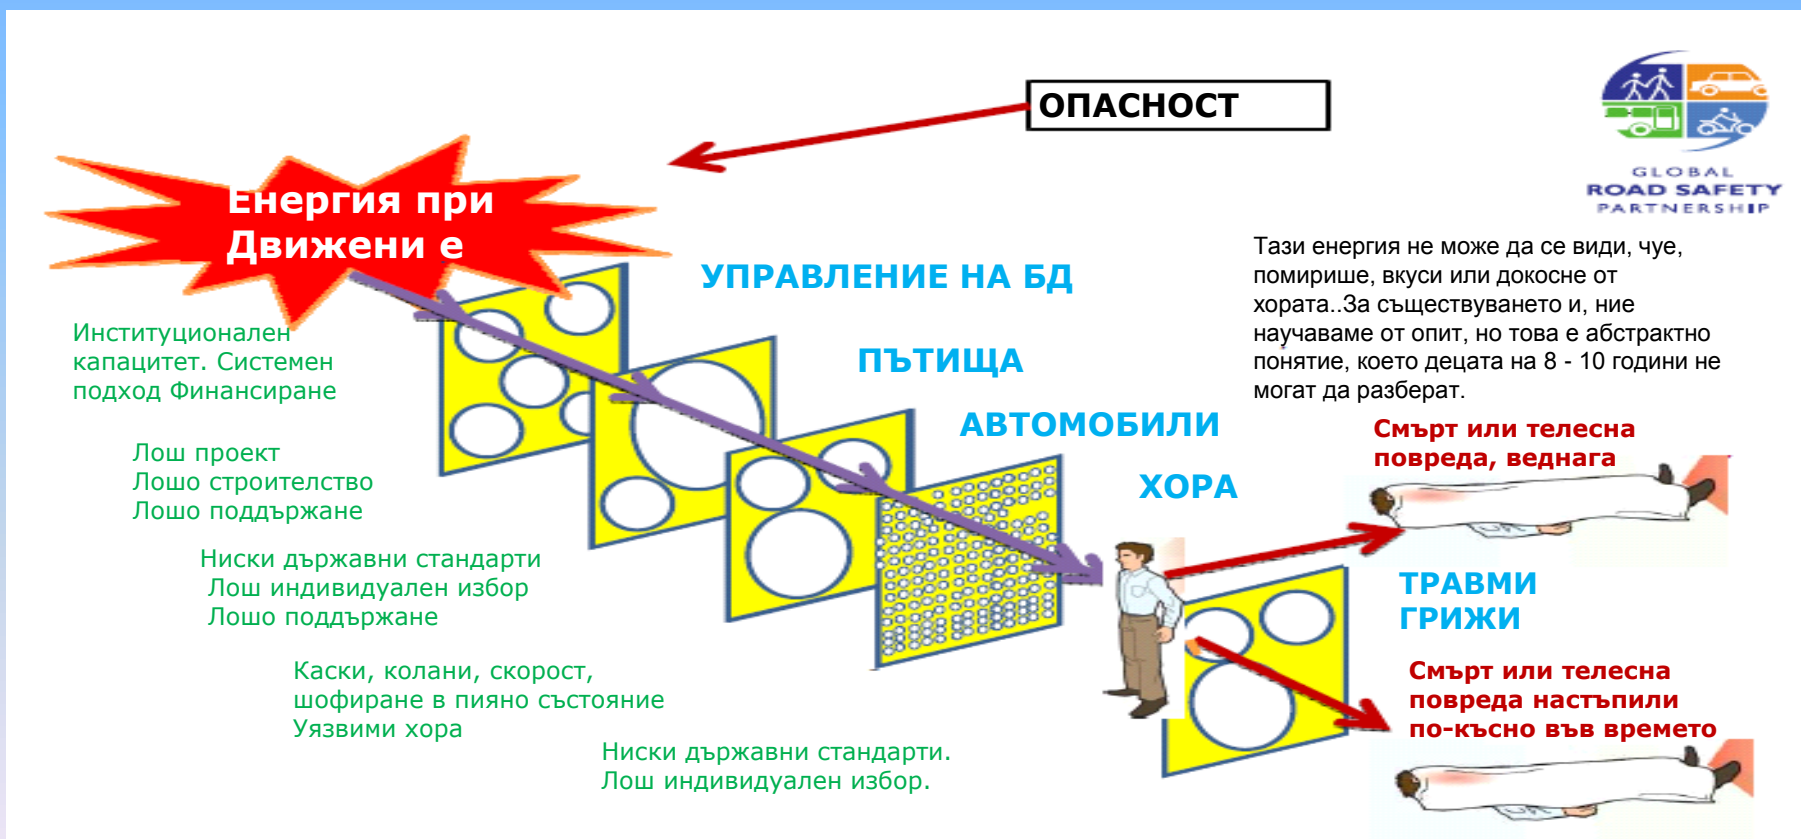 ОПАСНОСТ
GLOBAL
ROAD SAFETY
PARTNERSHIP
Енергия при
Движени е
Тази енергия не може да се види, чуе,
помирише, вкуси или докосне от
хората..За съществуването и, ние
научаваме от опит, но това е абстрактно
понятие, което децата на 8 - 10 години не
могат да разберат.
УПРАВЛЕНИЕ НА БД
ПЪТИЩА
АВТОМОБИЛИ
ХОРА
Институционален
капацитет. Системен
подход Финансиране
Лош проект
Лошо строителство
Лошо поддържане
Ниски държавни стандарти
Лош индивидуален избор
Лошо поддържане
Каски, колани, скорост,
шофиране в пияно състояние
Уязвими хора
Ниски държавни стандарти.
Лош индивидуален избор.
Смърт или телесна
повреда, веднага
ТРАВМИ
ГРИЖИ
Смърт или телесна
повреда настъпили
по-късно във времето